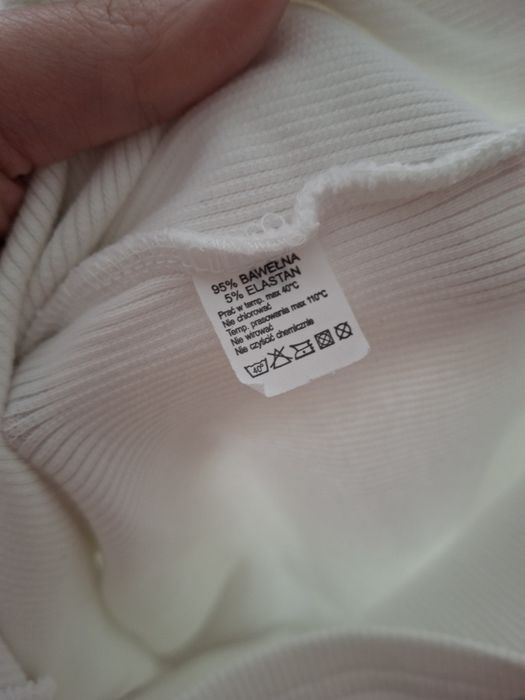 95% BAWEŁNA
5% ELASTAN
Prać w temp. max 40°C
Nie chlorować
Temp. prasowania max 110°C
Nie wirować
Nie czyścić chemicznie
40°